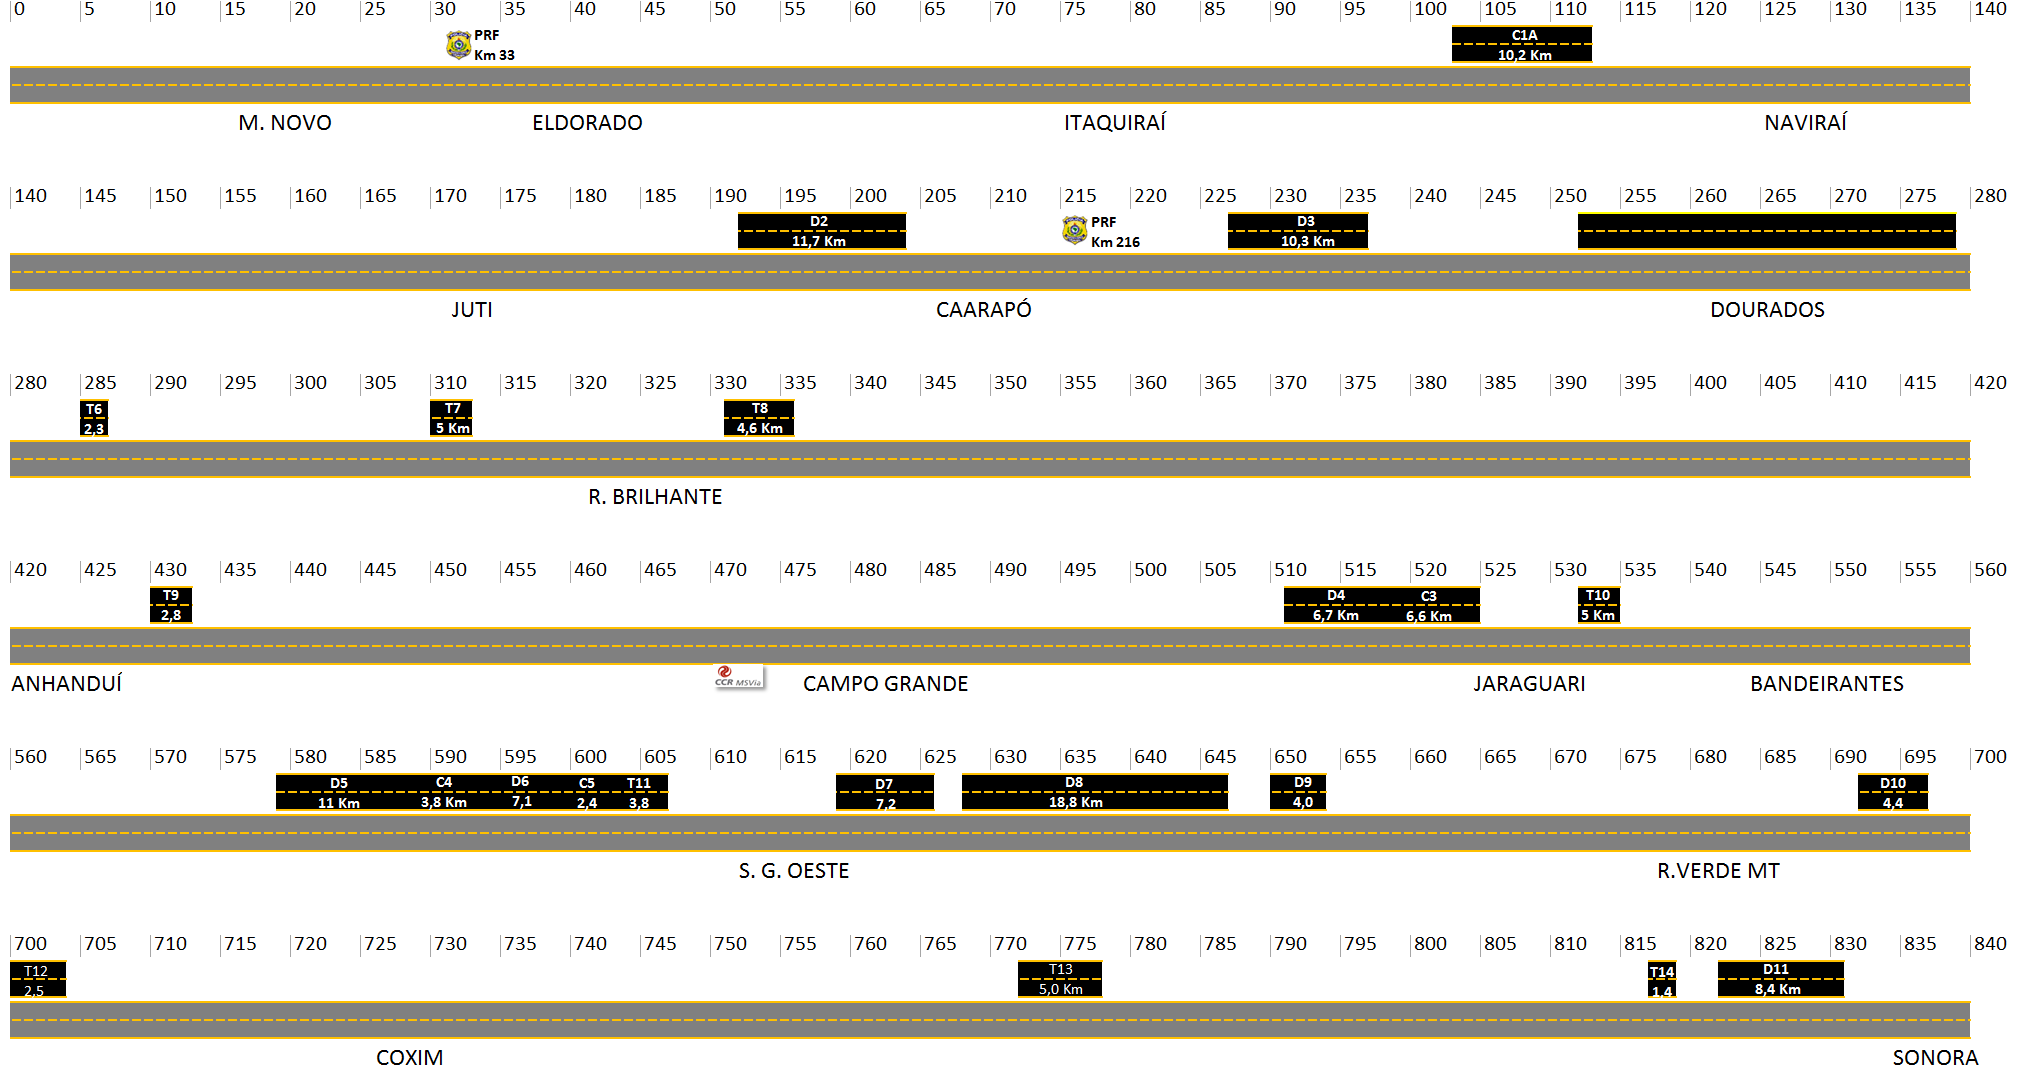 0 5 10 15 20 25 30 35 40 45 50 55 60 65 70 75 80 85 90 95 100 105 110 115 120 125 130 135 140
PRF
Km 33
C1A
10,2 Km
M. NOVO ELDORADO ITAQUIRAÍ NAVIRAÍ
140 145 150 155 160 165 170 175 180 185 190 195 200 205 210 215 220 225 230 235 240 245 250 255 260 265 270 275 280
D2
11,7 Km
PRF
Km 216
D3
10,3 Km
JUTI CAARAPÓ DOURADOS
280 285 290 295 300 305 310 315 320 325 330 335 340 345 350 355 360 365 370 375 380 385 390 395 400 405 410 415 420
T6
2,3
T7
5 Km
T8
4,6 Km
R. BRILHANTE
420 425 430 435 440 445 450 455 460 465 470 475 480 485 490 495 500 505 510 515 520 525 530 535 540 545 550 555 560
T9
2,8
D4
6,7 Km
C3
6,6 Km
T10
5 Km
CCR MSVia
ANHANDUÍ CAMPO GRANDE JARAGUARI BANDEIRANTES
560 565 570 575 580 585 590 595 600 605 610 615 620 625 630 635 640 645 650 655 660 665 670 675 680 685 690 695 700
D5
11 Km
C4
3,8 Km
D6
7,1
C5
2,4
T11
3,8
D7
7,2
D8
18,8 Km
D9
4,0
D10
4,4
S. G. OESTE R.VERDE MT
700 705 710 715 720 725 730 735 740 745 750 755 760 765 770 775 780 785 790 795 800 805 810 815 820 825 830 835 840
T12
2,5
T13
5,0 Km
T14
1,4
D11
8,4 Km
COXIM SONORA